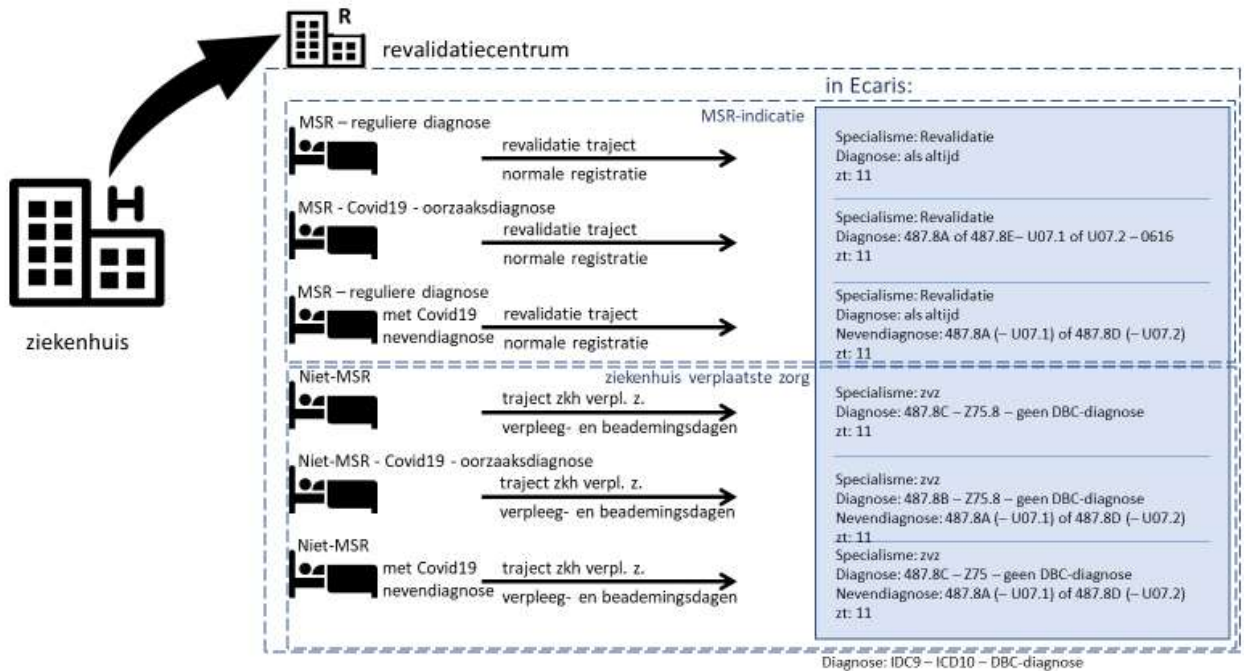 R
revalidatiecentrum
H
ziekenhuis
in Ecaris:
MSR-indicatie
MSR – reguliere diagnose
revalidatie traject
normale registratie
Specialisme: Revalidatie
Diagnose: als altijd
zt: 11
MSR - Covid19 - oorzaaksdiagnose
revalidatie traject
normale registratie
Specialisme: Revalidatie
Diagnose: 487.8A of 487.8E– U07.1 of U07.2 – 0616
zt: 11
MSR – reguliere diagnose
met Covid19
nevendiagnose
revalidatie traject
normale registratie
Specialisme: Revalidatie
Diagnose: als altijd
Nevendiagnose: 487.8A (– U07.1) of 487.8D (– U07.2)
zt: 11
ziekenhuis verplaatste zorg
Niet-MSR
traject zkh verpl. z.
verpleeg- en beademingsdagen
Specialisme: zvz
Diagnose: 487.8C – Z75.8 – geen DBC-diagnose
zt: 11
Niet-MSR - Covid19 - oorzaaksdiagnose
traject zkh verpl. z.
verpleeg- en beademingsdagen
Specialisme: zvz
Diagnose: 487.8B – Z75.8 – geen DBC-diagnose
Nevendiagnose: 487.8A (– U07.1) of 487.8D (– U07.2)
zt: 11
Niet-MSR
met Covid19
nevendiagnose
traject zkh verpl. z.
verpleeg- en beademingsdagen
Specialisme: zvz
Diagnose: 487.8C – Z75 – geen DBC-diagnose
Nevendiagnose: 487.8A (– U07.1) of 487.8D (– U07.2)
zt: 11
Diagnose: IDC9 – ICD10 – DBC-diagnose